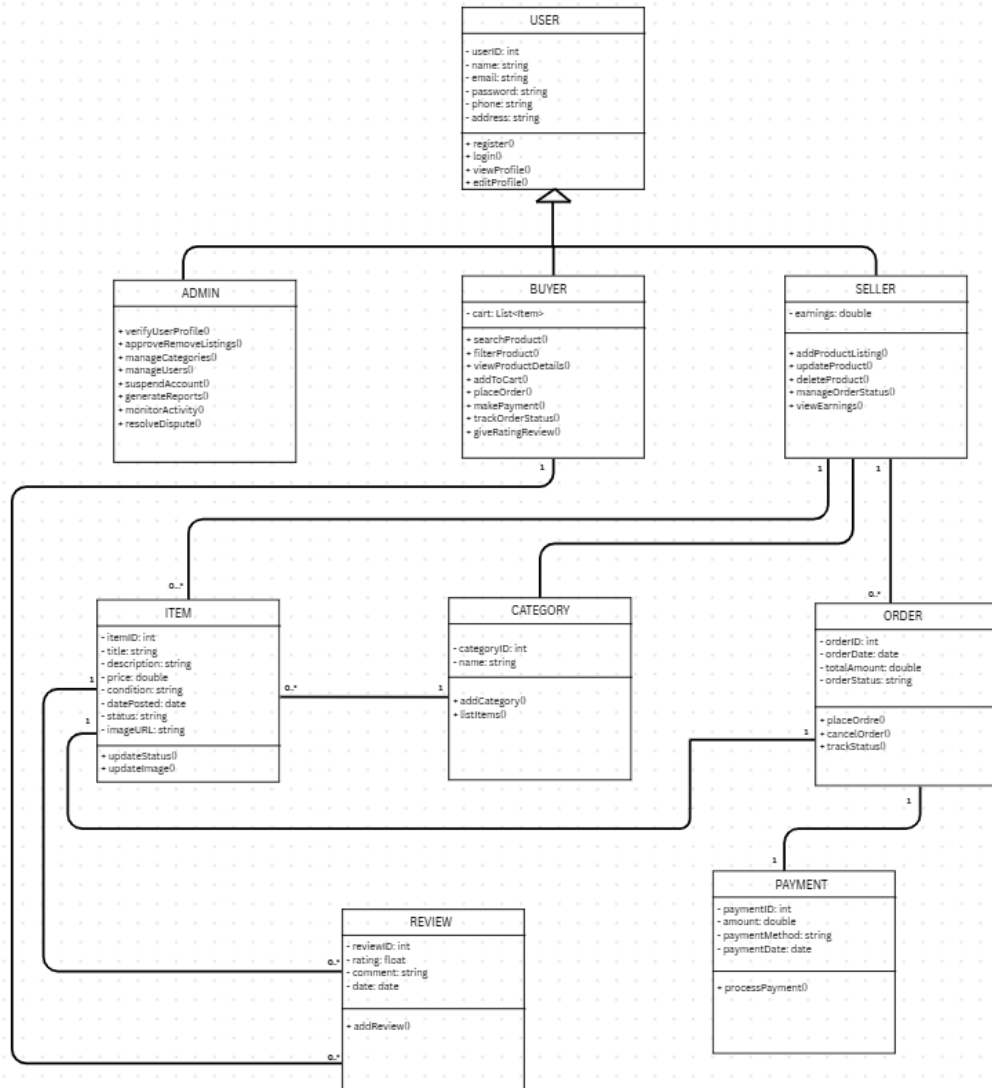 USER
- userID: int
- name: string
- email: string
- password: string
- phone: string
- address: string
+ register()
+ login()
+ viewProfile()
+ editProfile()
ADMIN
+ verifyUserProfile()
+ approveRemoveListings()
+ manageCategories()
+ manageUsers()
+ suspendAccount()
+ generateReports()
+ monitorActivity()
+ resolveDispute()
BUYER
- cart: List<Item>
+ searchProduct()
+ filterProduct()
+ viewProductDetails()
+ addToCart()
+ placeOrder()
+ makePayment()
+ trackOrderStatus()
+ giveRatingReview()
SELLER
- earnings: double
+ addProductListing()
+ updateProduct()
+ deleteProduct()
+ manageOrderStatus()
+ viewEarnings()
1
1
1
0..*
0..*
ITEM
- itemID: int
- title: string
- description: string
- price: double
- condition: string
- datePosted: date
- status: string
- imageURL: string
+ updateStatus()
+ updateImage()
1
1
0..*
1
CATEGORY
- categoryID: int
- name: string
+ addCategory()
+ listItems()
ORDER
- orderID: int
- orderDate: date
- totalAmount: double
- orderStatus: string
+ placeOrdre()
+ cancelOrder()
+ trackStatus()
1
1
1
PAYMENT
- paymentID: int
- amount: double
- paymentMethod: string
- paymentDate: date
+ processPayment()
REVIEW
- reviewID: int
- rating: float
- comment: string
- date: date
+ addReview()
0..*
0..*